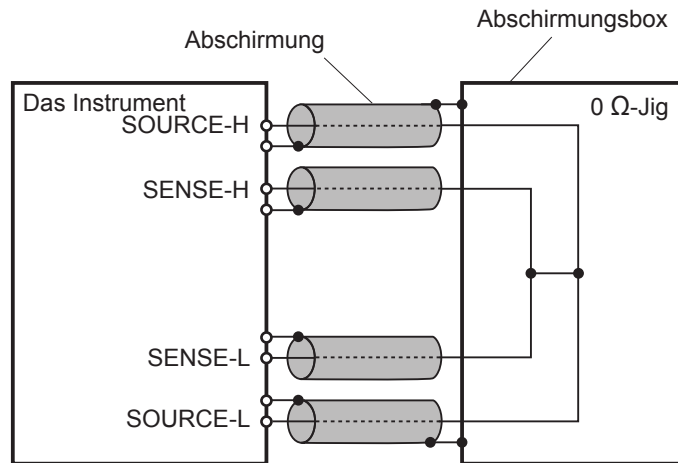 Abschirmungsbox
Abschirmung
Das Instrument
0 Ω-Jig
SOURCE-H
SENSE-H
SENSE-L
SOURCE-L